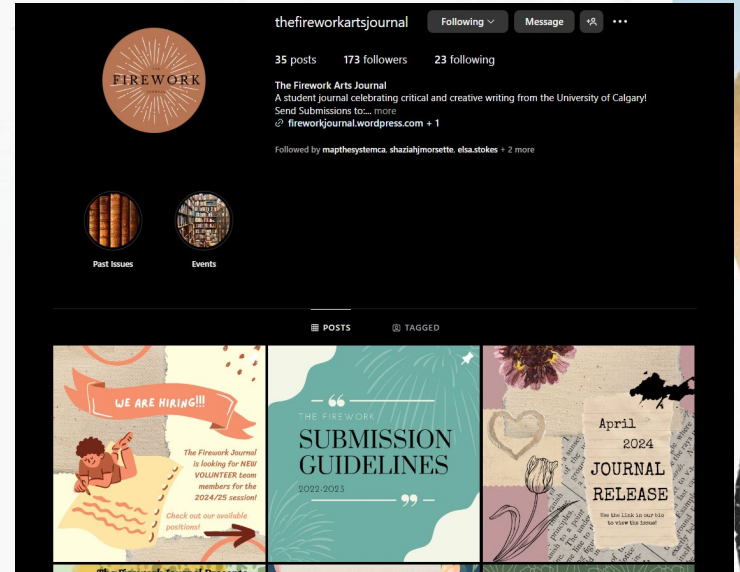 thefireworkartsjournal
Following
Message
35 posts 173 followers 23 following
The Firework Arts Journal
A student journal celebrating critical and creative writing from the University of Calgary!
Send Submissions to:... more
fireworkjournal.wordpress.com + 1
Followed by mapthesystemca, shaziahjmorsette, elsa.stokes + 2 more
FIREWORK
Past Issues
Events
POSTS
TAGGED
WE ARE HIRING!!!
The Firework Journal
is looking for NEW
VOLUNTEER team
members for the
2024/25 session!
Check out our available
positions!
THE FIREWORK
SUBMISSION
GUIDELINES
2022-2023
April
2024
JOURNAL
RELEASE
Use the link in our bio
to view the issue!